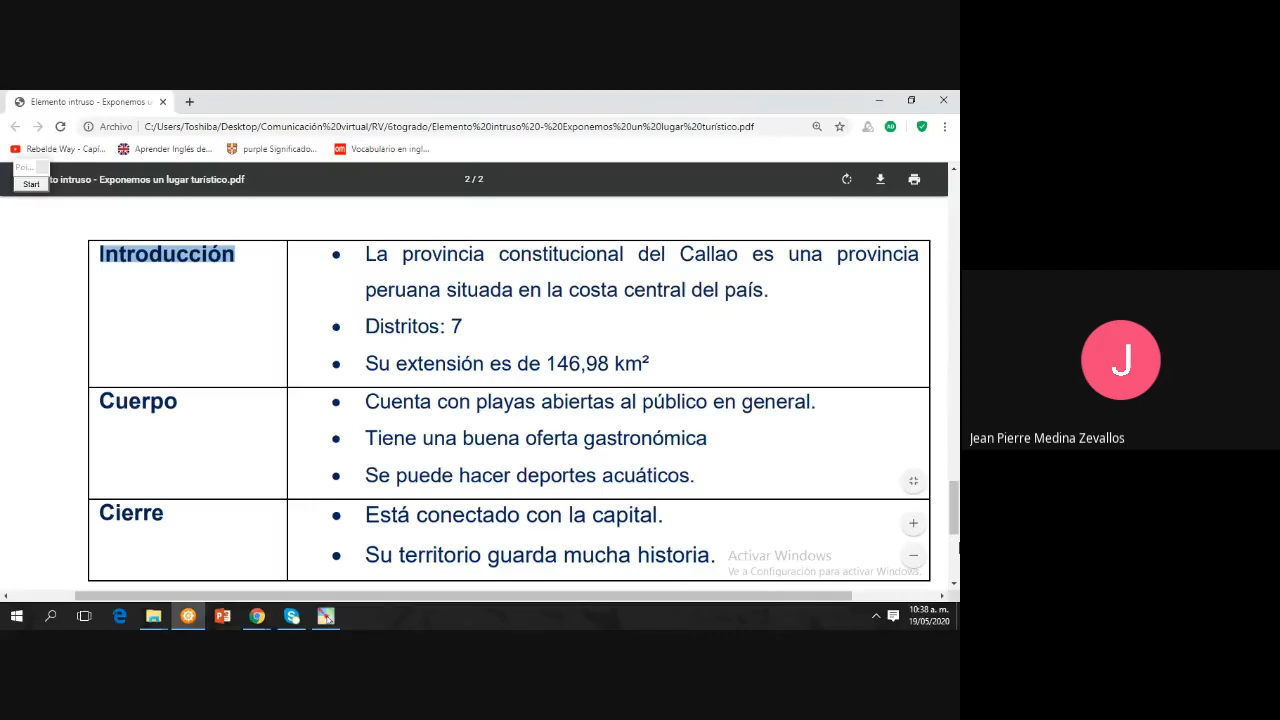 Elemento intruso - Exponemos u
Archivo
C:/Users/Toshiba/Desktop/Comunicación%20virtual/RV/6togrado/Elemento%20intruso%20-%20Exponemos%20un%20lugar%20turístico.pdf
Rebelde Way - Capí...
Aprender Inglés de...
purple Significado...
om
Vocabulario en ingl...
Poi...
Start
to intruso - Exponemos un lugar turístico.pdf
2 / 2
Introducción
• La provincia constitucional del Callao es una provincia
peruana situada en la costa central del país.
• Distritos: 7
• Su extensión es de 146,98 km²
Cuerpo
• Cuenta con playas abiertas al público en general.
• Tiene una buena oferta gastronómica
• Se puede hacer deportes acuáticos.
Cierre
• Está conectado con la capital.
• Su territorio guarda mucha historia.
Activar Windows
Ve a Configuración para activar Windows.
10:38 a. m.
19/05/2020
J
Jean Pierre Medina Zevallos